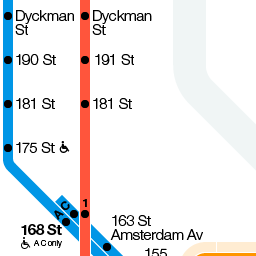 Dyckman
St
Dyckman
St
190 St
191 St
181 St
181 St
175 St
A C
1
168 St
A C only
163 St
Amsterdam Av
155